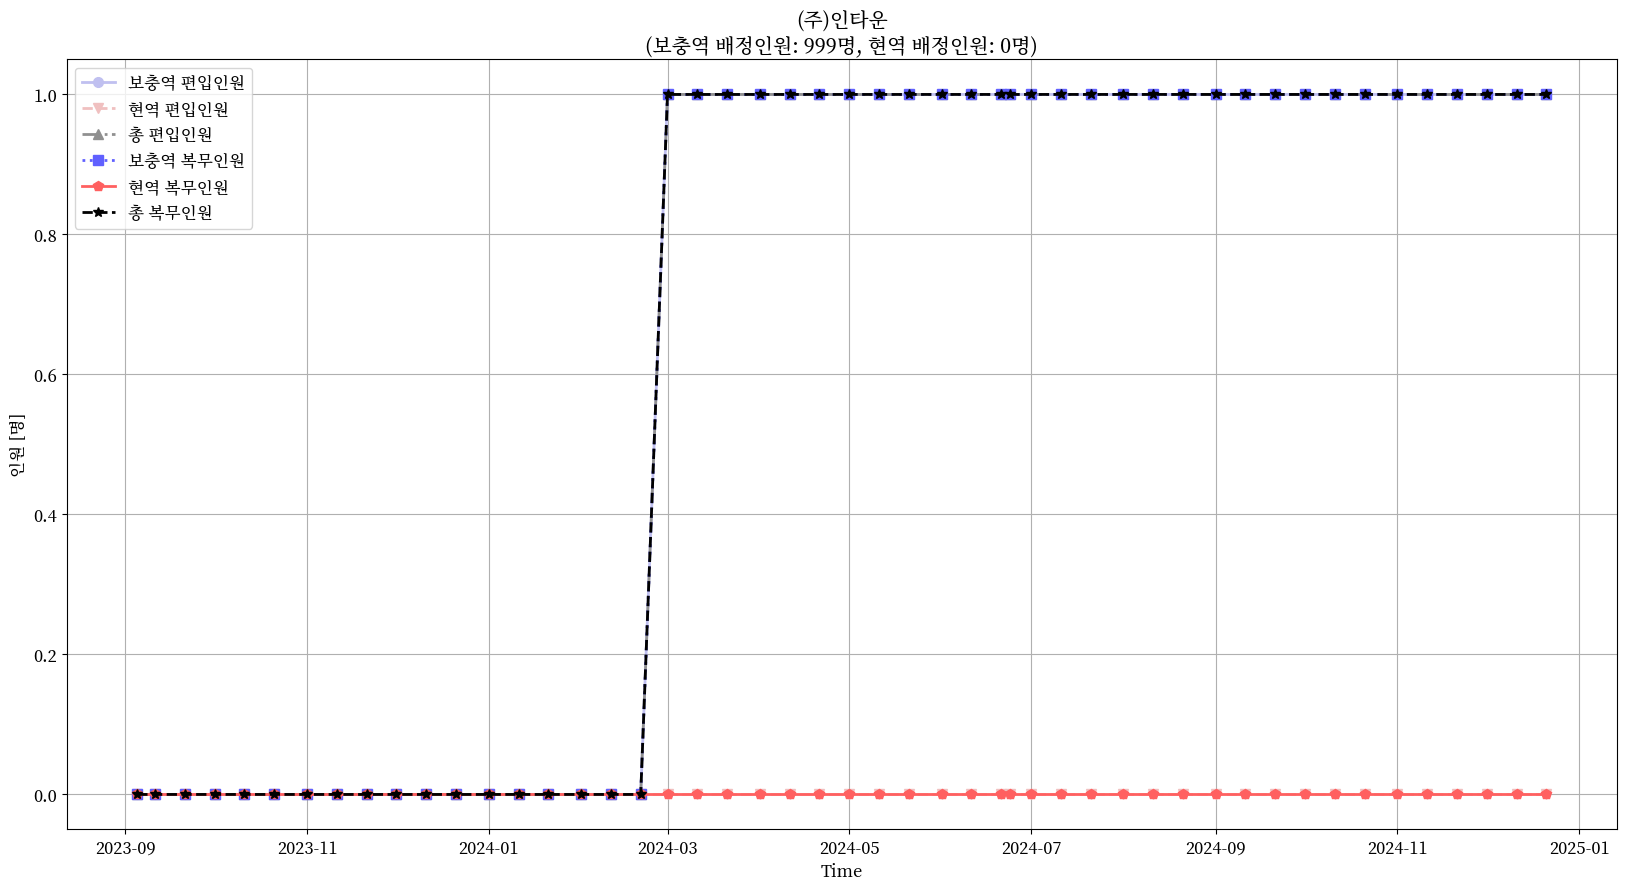 (주)인타운
(보충역 배정인원: 999명, 현역 배정인원: 0명)
보충역 편입인원
현역 편입인원
총 편입인원
보충역 복무인원
현역 복무인원
총 복무인원
인원 [명]
1.0
0.8
0.6
0.4
0.2
0.0
2023-09
2023-11
2024-01
2024-03
2024-05
2024-07
2024-09
2024-11
2025-01
Time